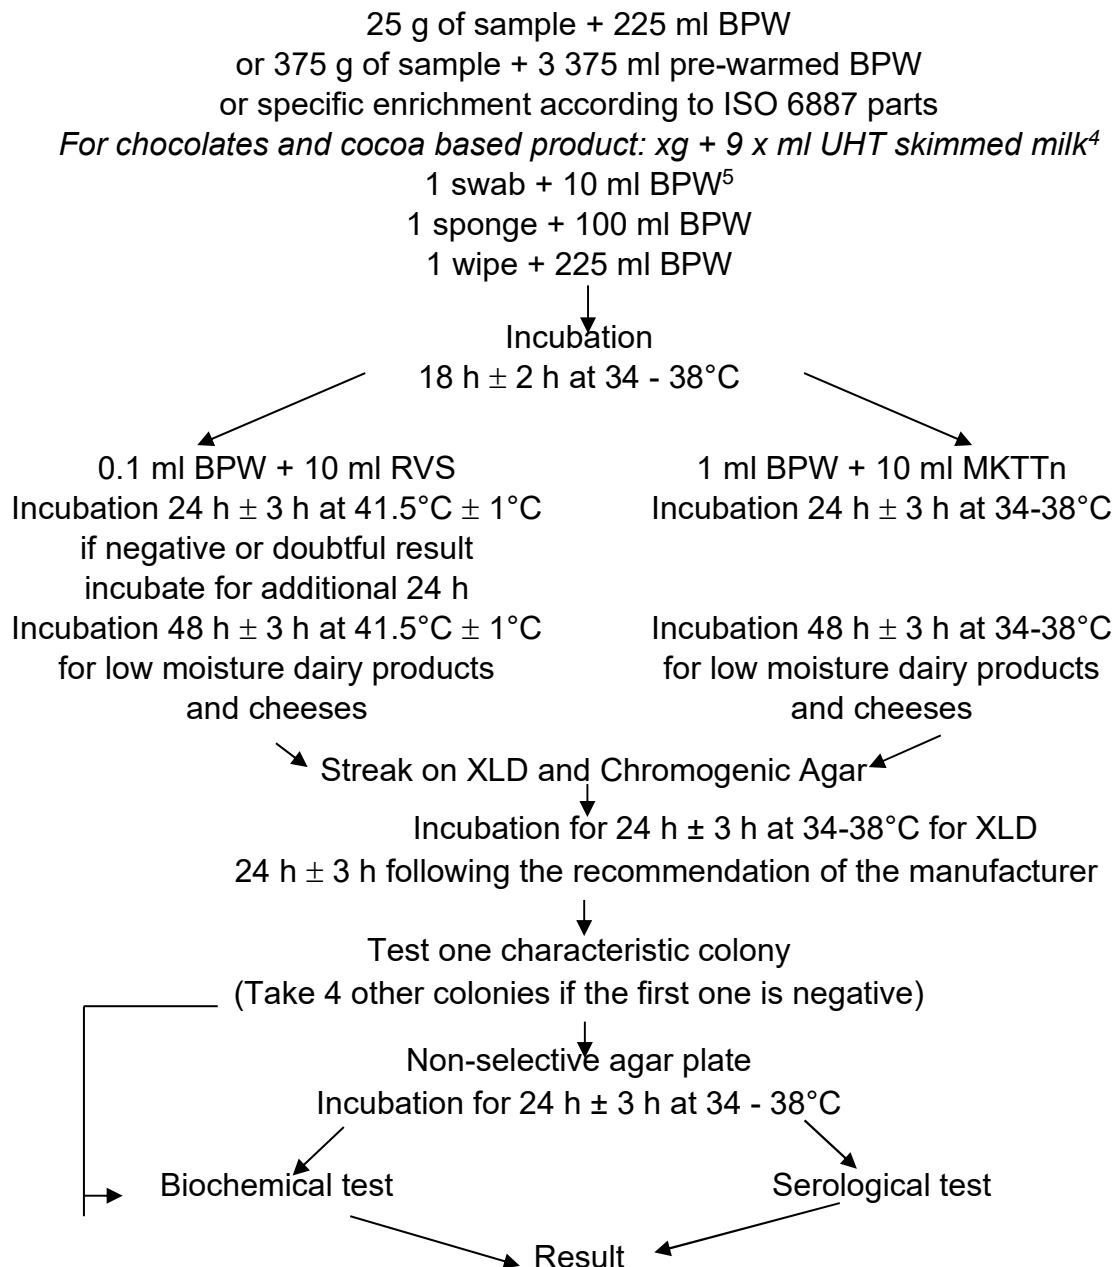 25 g of sample + 225 ml BPW
or 375 g of sample + 3 375 ml pre-warmed BPW
or specific enrichment according to ISO 6887 parts
For chocolates and cocoa based product: xg + 9 x ml UHT skimmed milk⁴
1 swab + 10 ml BPW⁵
1 sponge + 100 ml BPW
1 wipe + 225 ml BPW
Incubation
18 h ± 2 h at 34 - 38°C
0.1 ml BPW + 10 ml RVS
Incubation 24 h ± 3 h at 41.5°C ± 1°C
if negative or doubtful result
incubate for additional 24 h
Incubation 48 h ± 3 h at 41.5°C ± 1°C
for low moisture dairy products
and cheeses
1 ml BPW + 10 ml MKTTn
Incubation 24 h ± 3 h at 34-38°C
Incubation 48 h ± 3 h at 34-38°C
for low moisture dairy products
and cheeses
Streak on XLD and Chromogenic Agar
Incubation for 24 h ± 3 h at 34-38°C for XLD
24 h ± 3 h following the recommendation of the manufacturer
Test one characteristic colony
(Take 4 other colonies if the first one is negative)
Non-selective agar plate
Incubation for 24 h ± 3 h at 34 - 38°C
Biochemical test
Serological test
Result